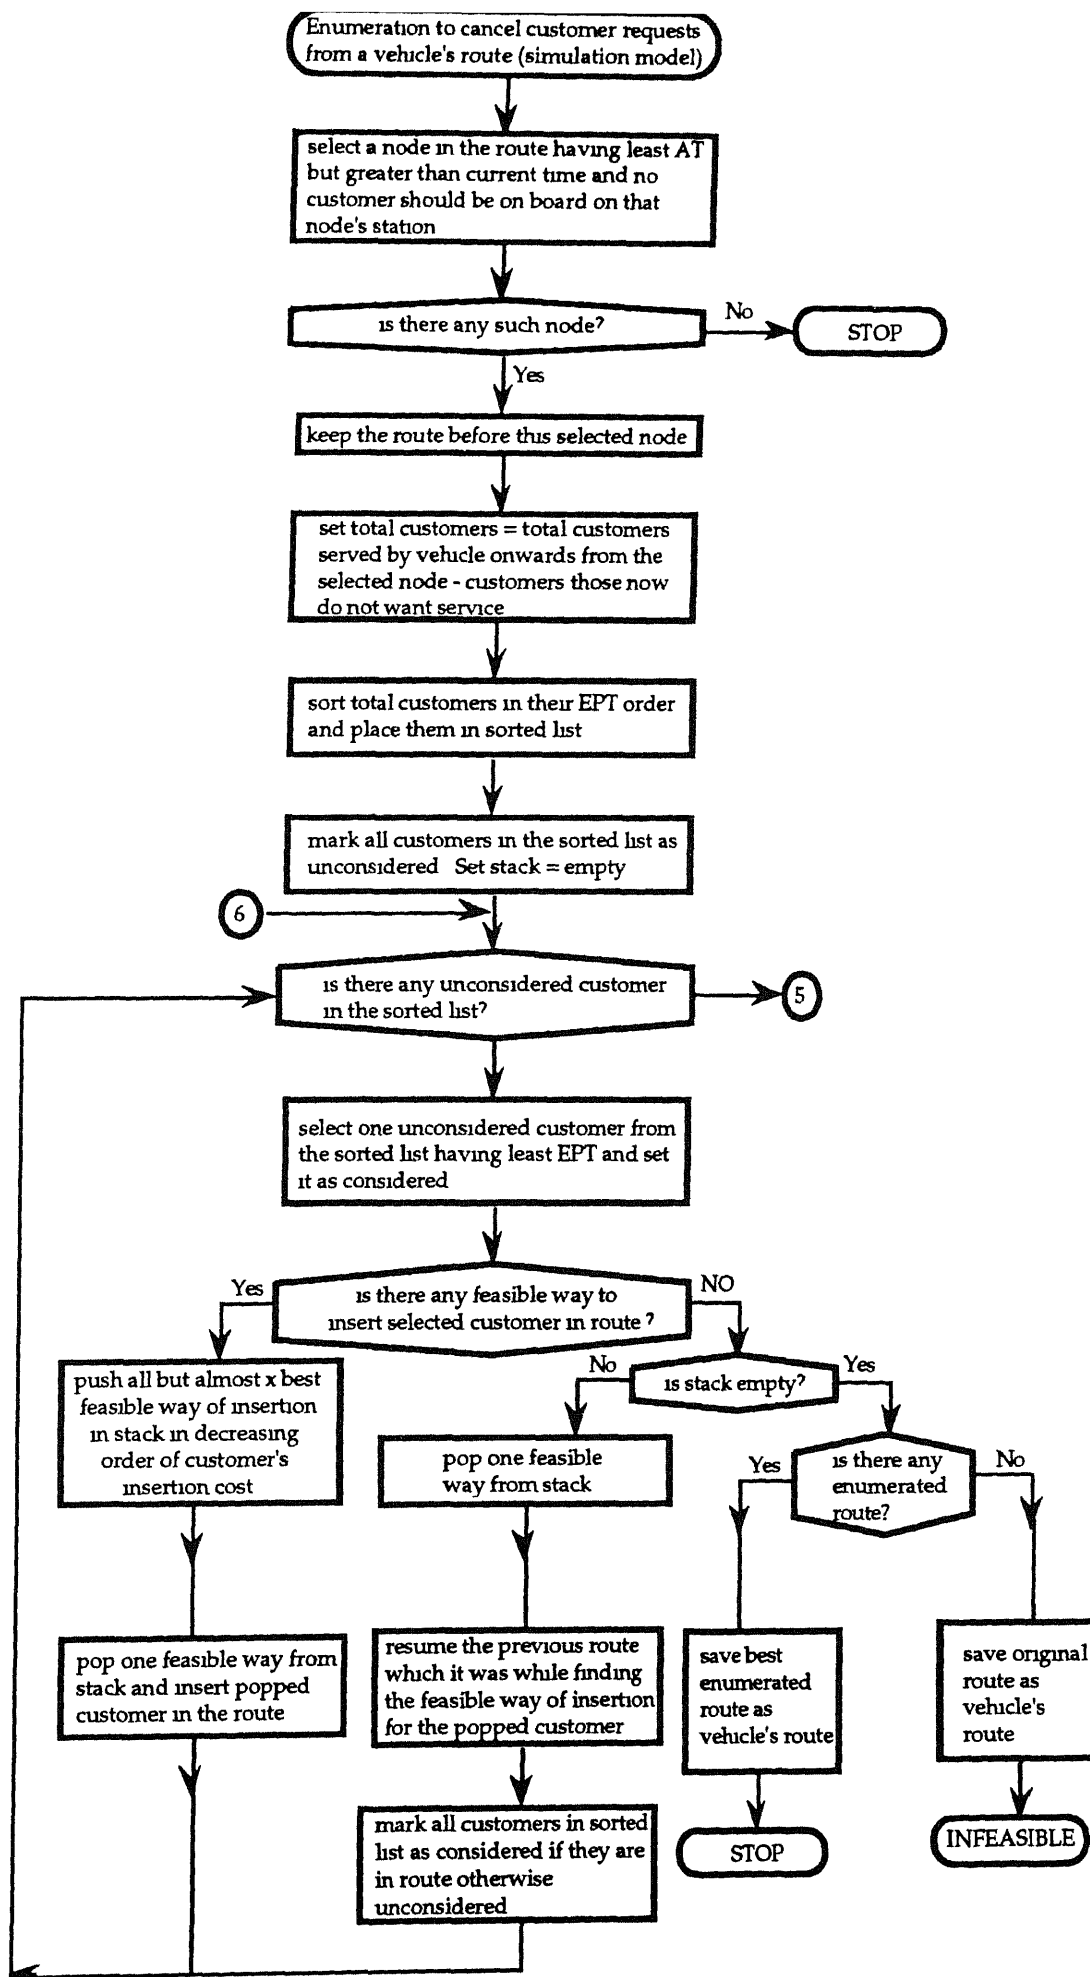 Enumeration to cancel customer requests
from a vehicle's route (simulation model)
select a node in the route having least AT
but greater than current time and no
customer should be on board on that
node's station
is there any such node?
No
STOP
Yes
keep the route before this selected node
set total customers = total customers
served by vehicle onwards from the
selected node - customers those now
do not want service
sort total customers in their EPT order
and place them in sorted list
mark all customers in the sorted list as
unconsidered Set stack = empty
6
is there any unconsidered customer
in the sorted list?
5
select one unconsidered customer from
the sorted list having least EPT and set
it as considered
Yes
is there any feasible way to
insert selected customer in route ?
NO
push all but almost x best
feasible way of insertion
in stack in decreasing
order of customer's
insertion cost
No
is stack empty?
Yes
pop one feasible
way from stack
Yes
is there any
enumerated
route?
No
pop one feasible way from
stack and insert popped
customer in the route
resume the previous route
which it was while finding
the feasible way of insertion
for the popped customer
save best
enumerated
route as
vehicle's route
save original
route as
vehicle's
route
mark all customers in sorted
list as considered if they are
in route otherwise
unconsidered
STOP
INFEASIBLE